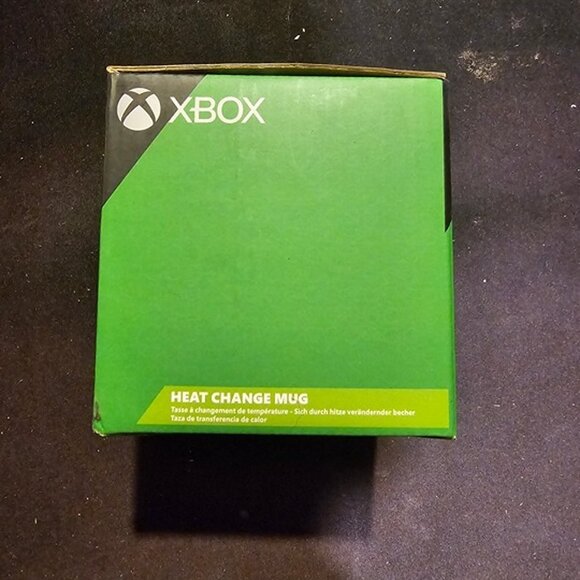 XBOX
HEAT CHANGE MUG
Tasse à changement de température - Sich durch hitze verändernder becher
Taza de transferencia de calor